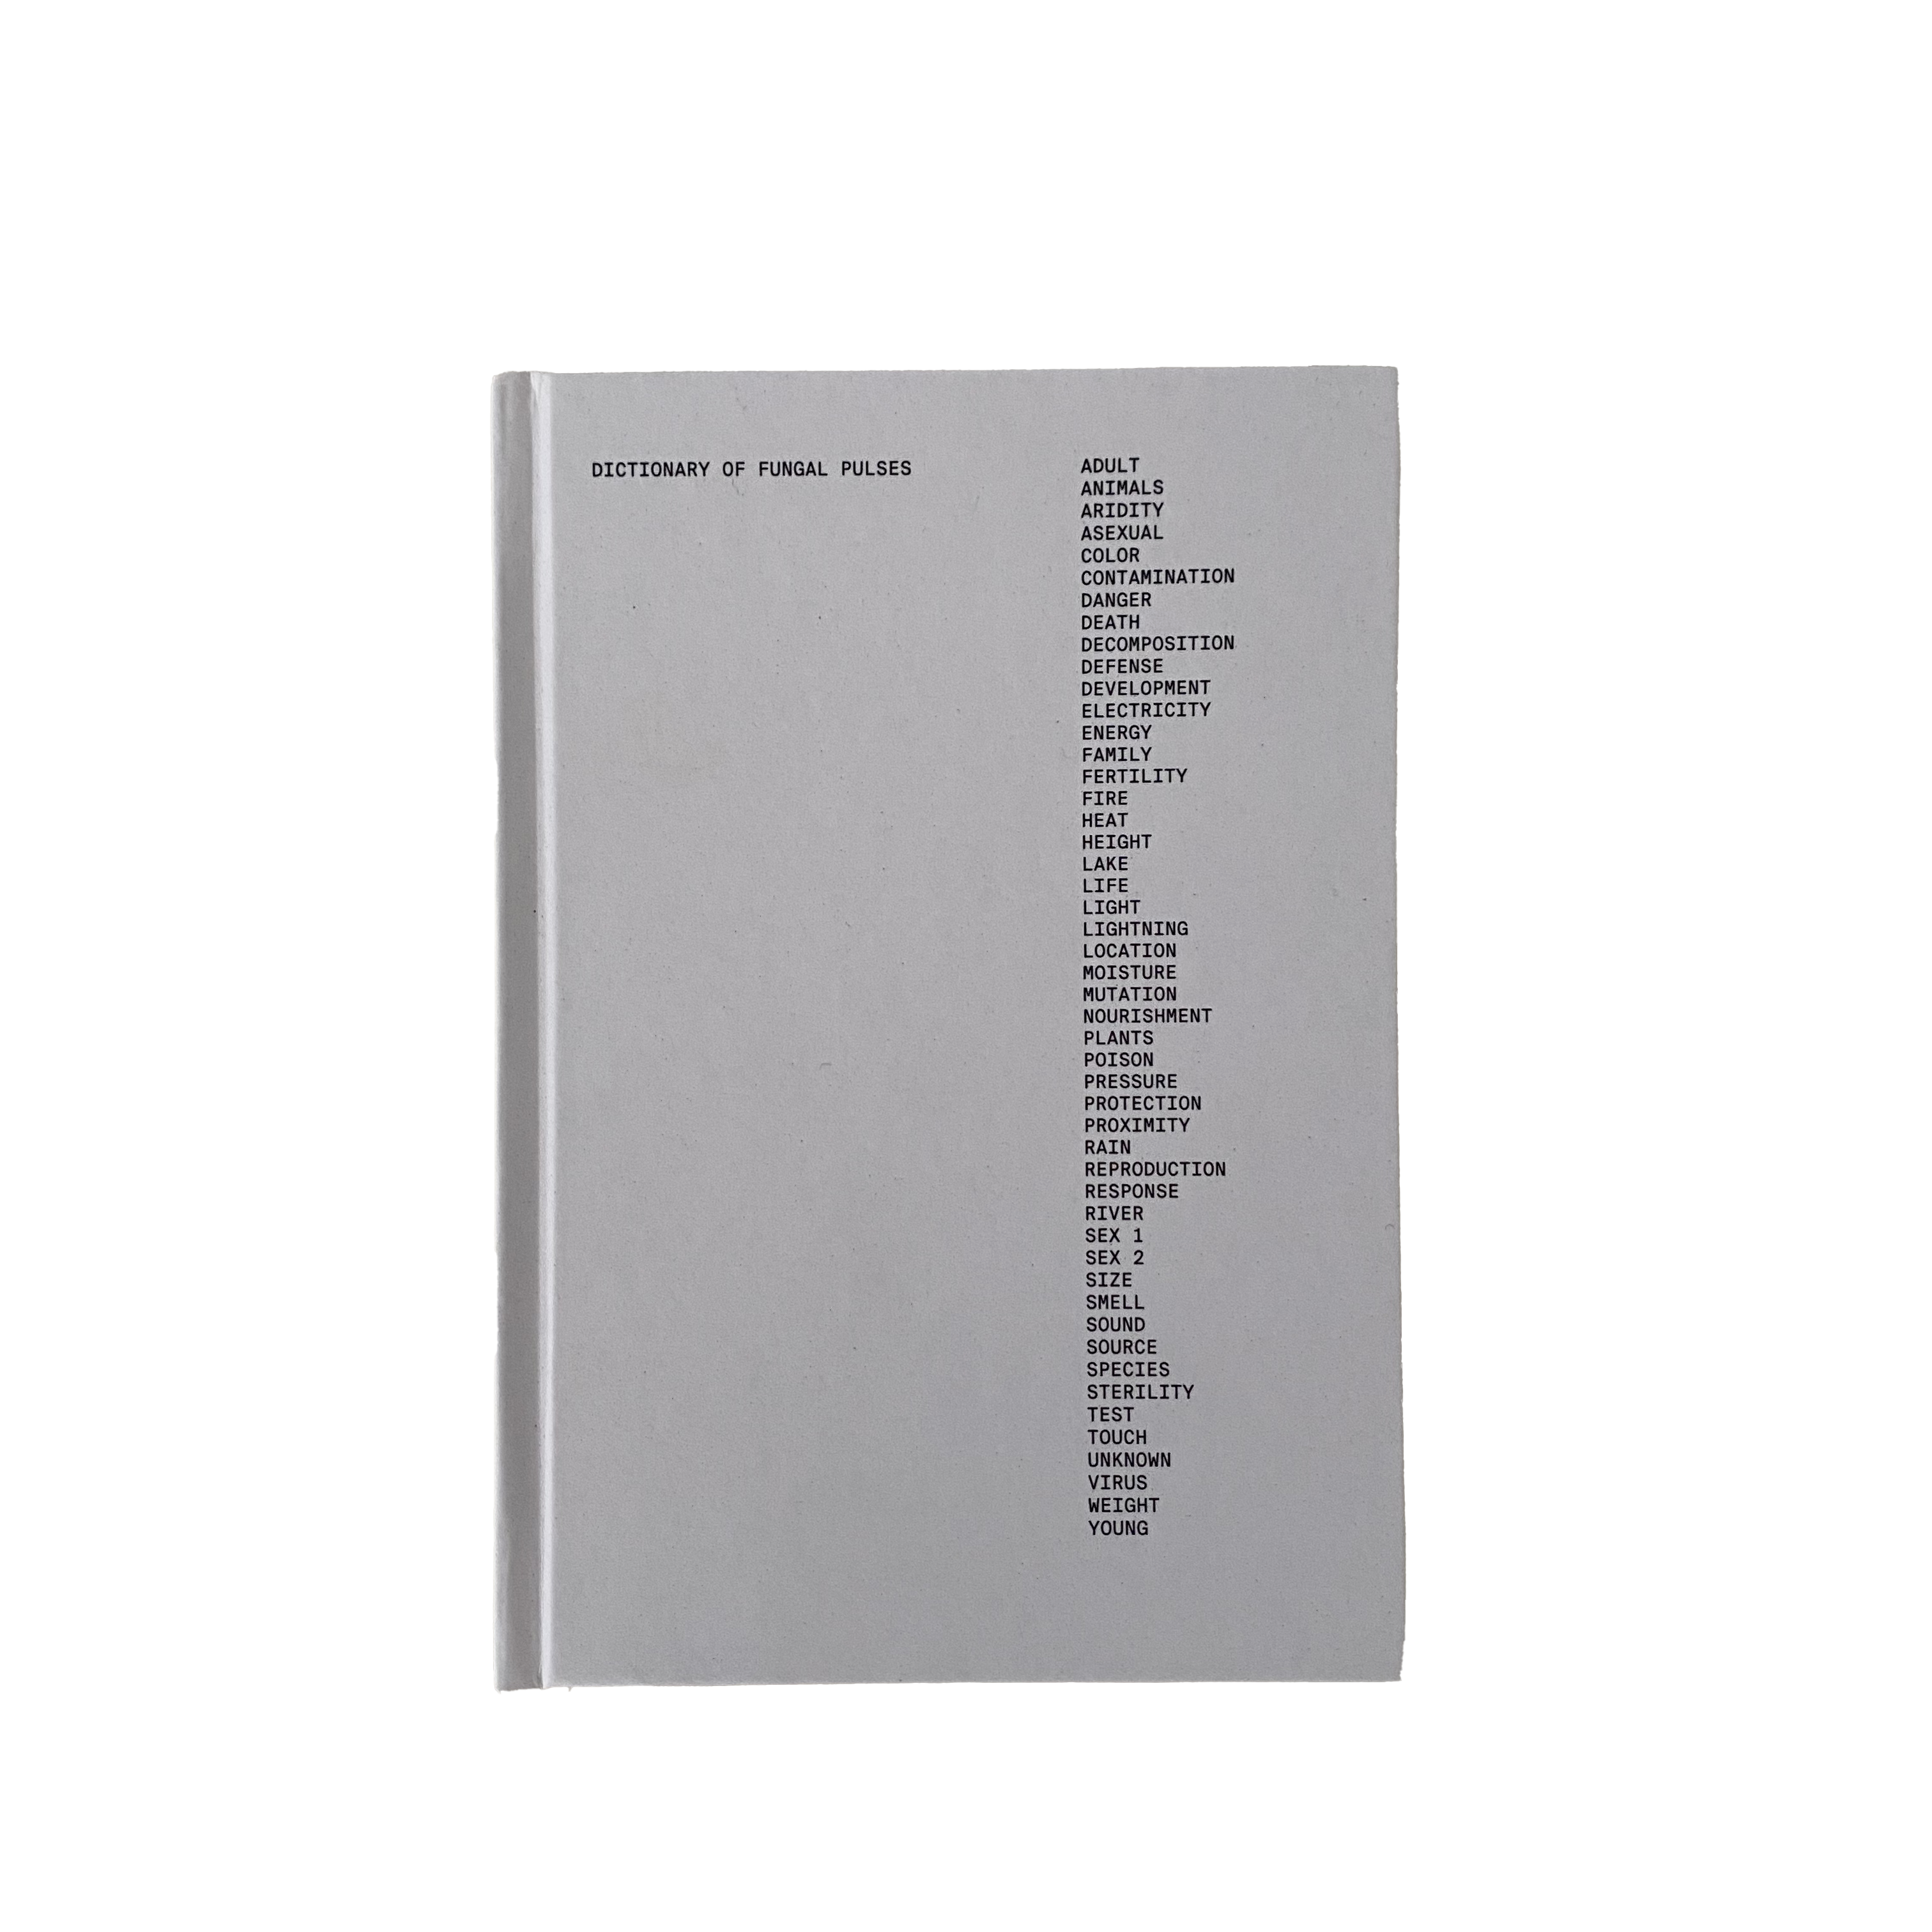 DICTIONARY OF FUNGAL PULSES
ADULT
ANIMALS
ARIDITY
ASEXUAL
COLOR
CONTAMINATION
DANGER
DEATH
DECOMPOSITION
DEFENSE
DEVELOPMENT
ELECTRICITY
ENERGY
FAMILY
FERTILITY
FIRE
HEAT
HEIGHT
LAKE
LIFE
LIGHT
LIGHTNING
LOCATION
MOISTURE
MUTATION
NOURISHMENT
PLANTS
POISON
PRESSURE
PROTECTION
PROXIMITY
RAIN
REPRODUCTION
RESPONSE
RIVER
SEX 1
SEX 2
SIZE
SMELL
SOUND
SOURCE
SPECIES
STERILITY
TEST
TOUCH
UNKNOWN
VIRUS
WEIGHT
YOUNG